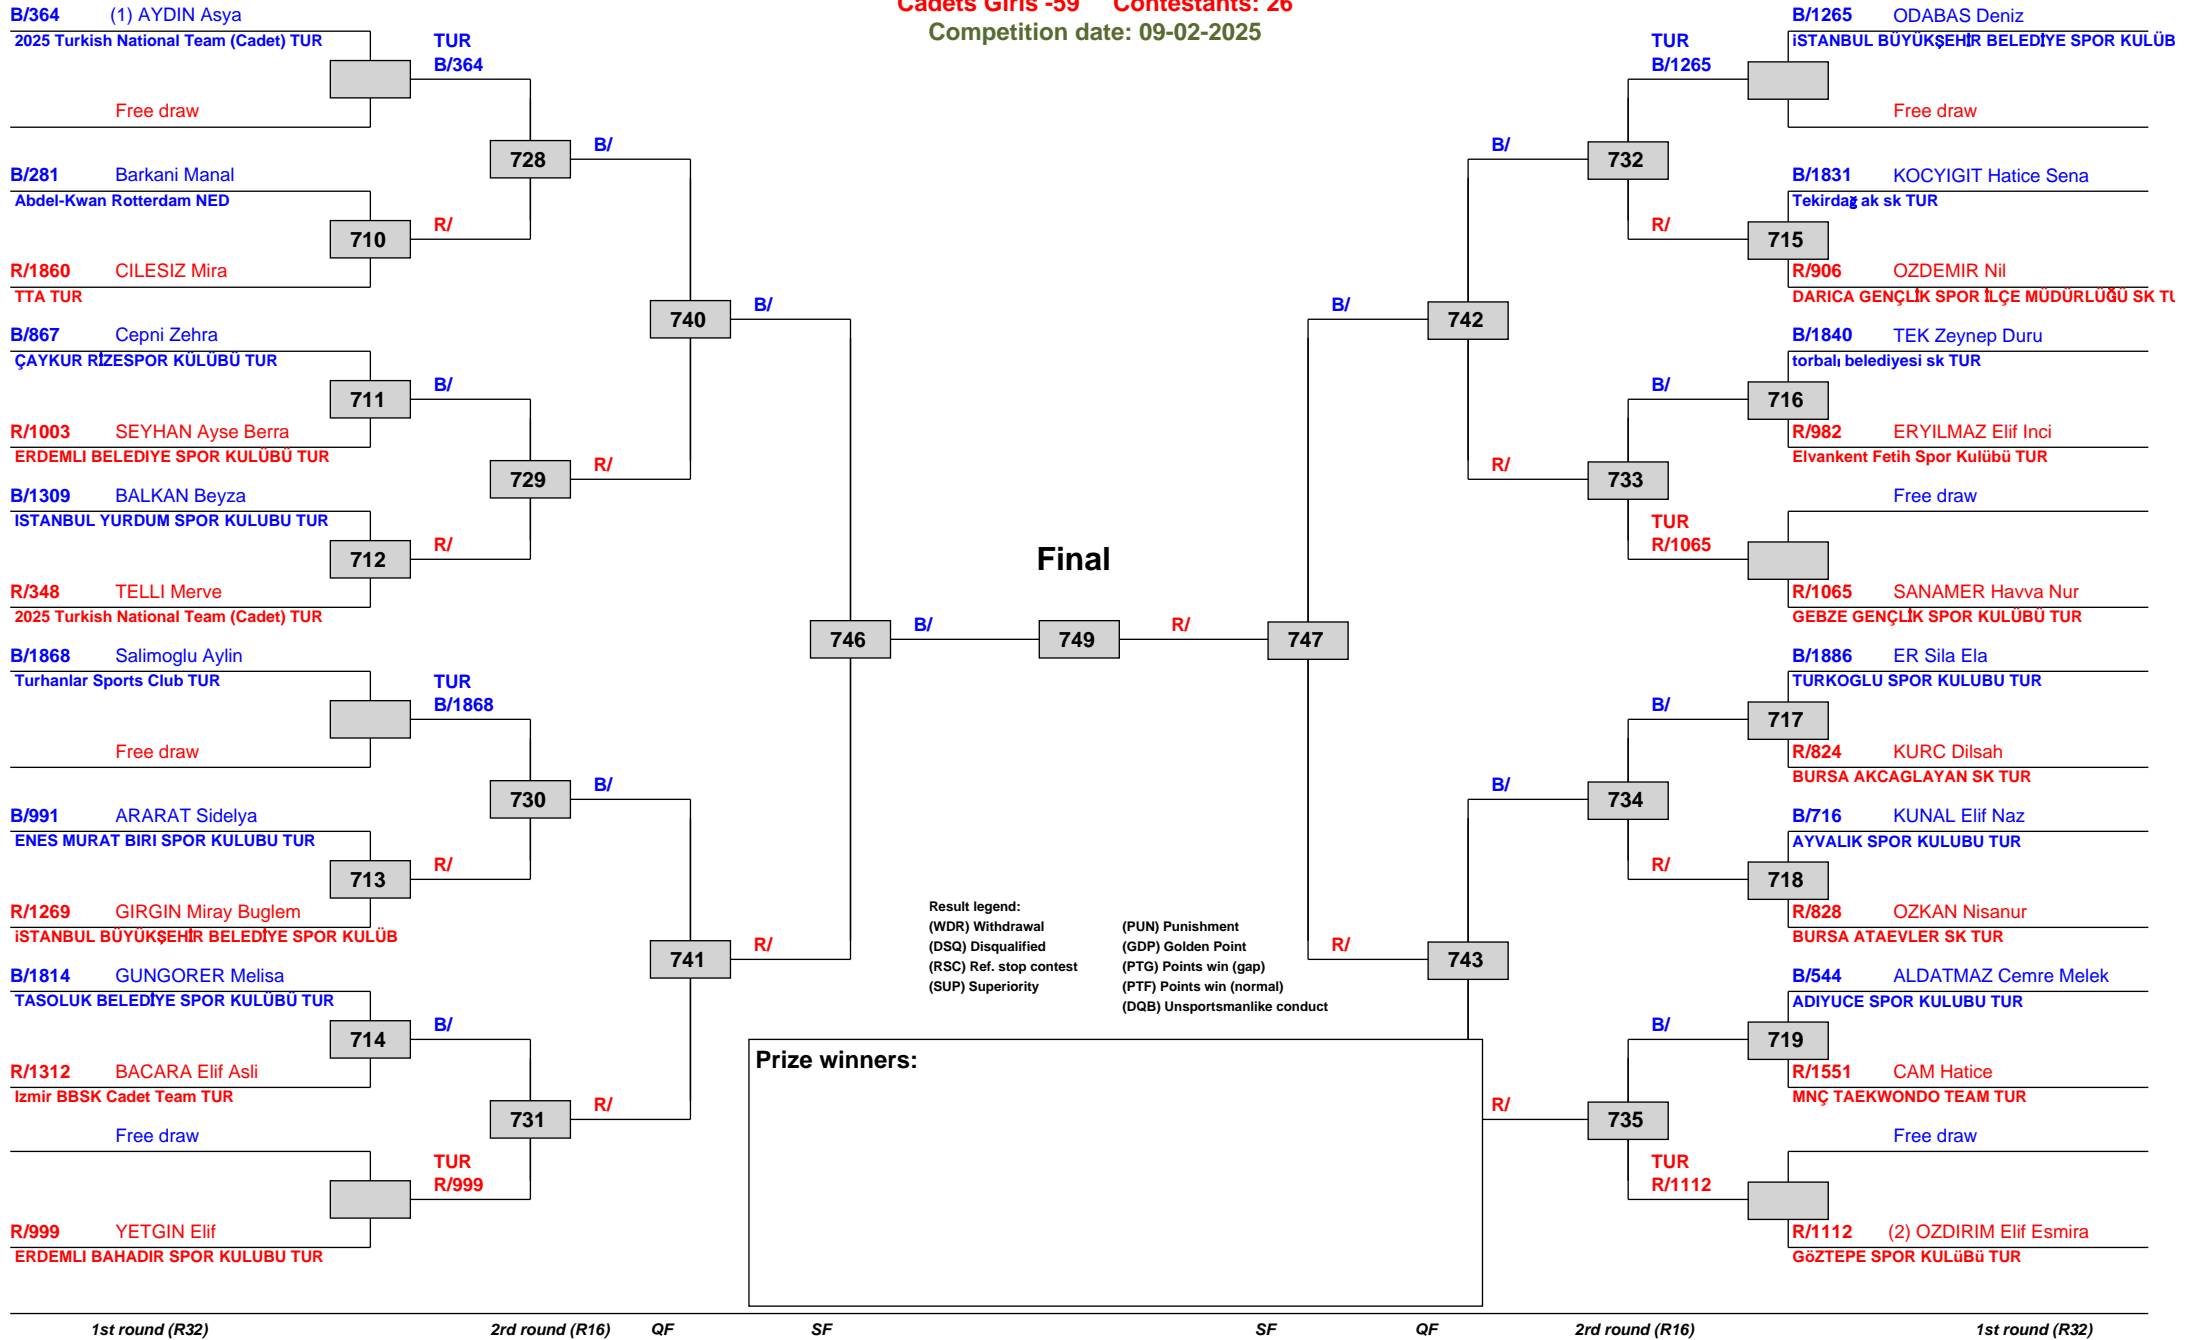 Cadets Girls -59 Contestants: 26
Competition date: 09-02-2025
B/364 (1) AYDIN Asya
2025 Turkish National Team (Cadet) TUR
Free draw
TUR
B/364
B/281 Barkani Manal
Abdel-Kwan Rotterdam NED
710
R/
R/1860 CILESIZ Mira
TTA TUR
728
B/
B/867 Cepni Zehra
ÇAYKUR RİZESPOR KÜLÜBÜ TUR
711
B/
R/1003 SEYHAN Ayse Berra
ERDEMLI BELEDIYE SPOR KULÜBÜ TUR
729
R/
B/1309 BALKAN Beyza
ISTANBUL YURDUM SPOR KULUBU TUR
712
R/
R/348 TELLI Merve
2025 Turkish National Team (Cadet) TUR
740
B/
B/1868 Salimoglu Aylin
Turhanlar Sports Club TUR
TUR
B/1868
Free draw
730
B/
B/991 ARARAT Sidelya
ENES MURAT BIRI SPOR KULUBU TUR
713
R/
R/1269 GIRGIN Miray Buglem
iSTANBUL BÜYÜKŞEHİR BELEDİYE SPOR KULÜB
741
R/
B/1814 GUNGORER Melisa
TASOLUK BELEDİYE SPOR KULÜBÜ TUR
714
B/
R/1312 BACARA Elif Asli
Izmir BBSK Cadet Team TUR
731
R/
Free draw
TUR
R/999
R/999 YETGIN Elif
ERDEMLI BAHADIR SPOR KULUBU TUR
746
B/
Final
749
R/
747
B/1265 ODABAS Deniz
iSTANBUL BÜYÜKŞEHİR BELEDİYE SPOR KULÜB
TUR
B/1265
Free draw
B/
732
B/1831 KOCYIGIT Hatice Sena
Tekirdağ ak sk TUR
R/
715
R/906 OZDEMIR Nil
DARICA GENÇLİK SPOR İLÇE MÜDÜRLÜĞÜ SK TU
B/
742
B/1840 TEK Zeynep Duru
torbalı belediyesi sk TUR
B/
716
R/982 ERYILMAZ Elif Inci
Elvankent Fetih Spor Kulübü TUR
R/
733
Free draw
TUR
R/1065
R/1065 SANAMER Havva Nur
GEBZE GENÇLİK SPOR KULÜBÜ TUR
B/1886 ER Sila Ela
TURKOGLU SPOR KULUBU TUR
B/
717
R/824 KURC Dilsah
BURSA AKCAGLAYAN SK TUR
B/
734
B/716 KUNAL Elif Naz
AYVALIK SPOR KULUBU TUR
R/
718
R/828 OZKAN Nisanur
BURSA ATAEVLER SK TUR
R/
743
B/544 ALDATMAZ Cemre Melek
ADIYUCE SPOR KULUBU TUR
B/
719
R/1551 CAM Hatice
MNÇ TAEKWONDO TEAM TUR
R/
735
Free draw
TUR
R/1112
R/1112 (2) OZDIRIM Elif Esmira
GöZTEPE SPOR KULüBü TUR
Result legend:
(WDR) Withdrawal (PUN) Punishment
(DSQ) Disqualified (GDP) Golden Point
(RSC) Ref. stop contest (PTG) Points win (gap)
(SUP) Superiority (PTF) Points win (normal)
(DQB) Unsportsmanlike conduct
Prize winners:
1st round (R32) 2rd round (R16) QF SF SF QF 2rd round (R16) 1st round (R32)